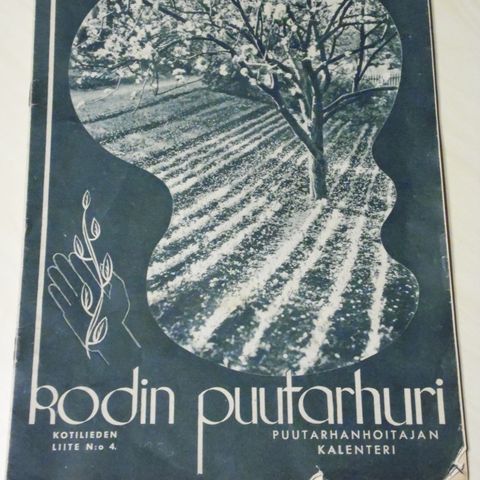 kodin puutarhuri
KOTILIEDEN
LIITE N:o 4.
PUUTARHANHOITAJAN
KALENTERI